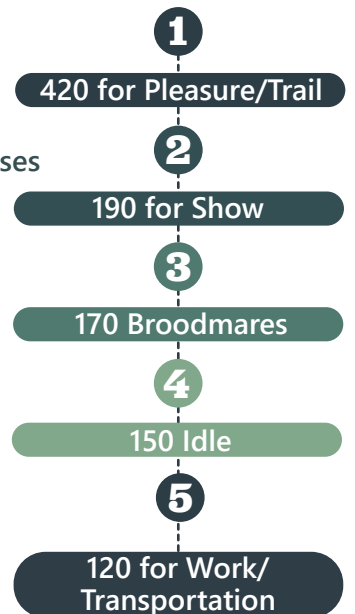 1
420 for Pleasure/Trail
ses
2
190 for Show
3
170 Broodmares
4
150 Idle
5
120 for Work/
Transportation